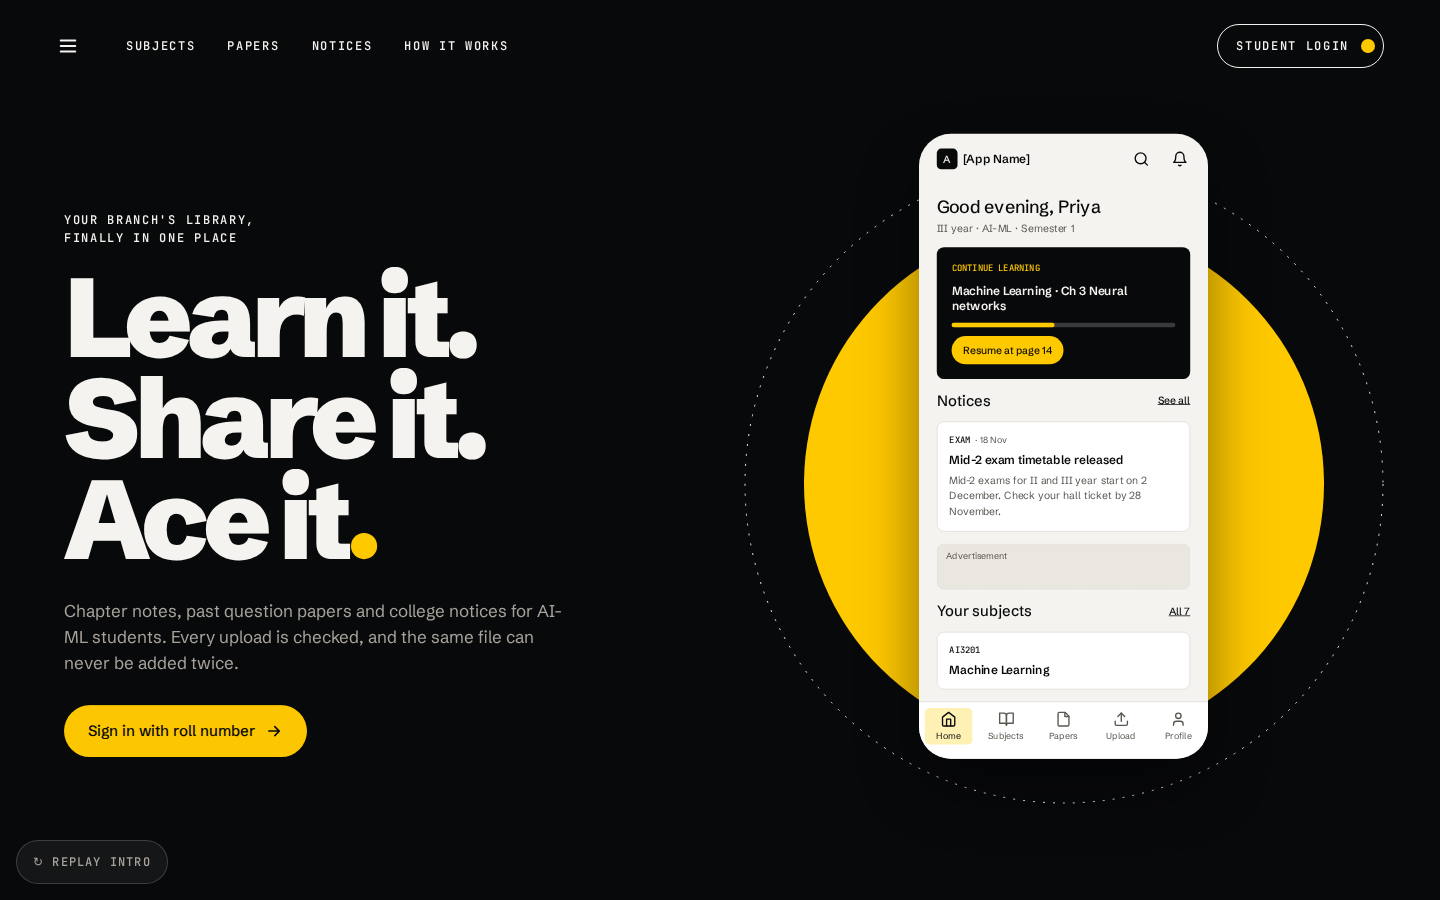 SUBJECTS PAPERS NOTICES HOW IT WORKS
STUDENT LOGIN
YOUR BRANCH'S LIBRARY,
FINALLY IN ONE PLACE
Learn it.
Share it.
Ace it.
Chapter notes, past question papers and college notices for AI-
ML students. Every upload is checked, and the same file can
never be added twice.
Sign in with roll number →
↻ REPLAY INTRO
A [App Name]
Good evening, Priya
III year · AI-ML · Semester 1
CONTINUE LEARNING
Machine Learning · Ch 3 Neural
networks
Resume at page 14
Notices See all
EXAM · 18 Nov
Mid-2 exam timetable released
Mid-2 exams for II and III year start on 2
December. Check your hall ticket by 28
November.
Advertisement
Your subjects All 7
AI3201
Machine Learning
Home Subjects Papers Upload Profile